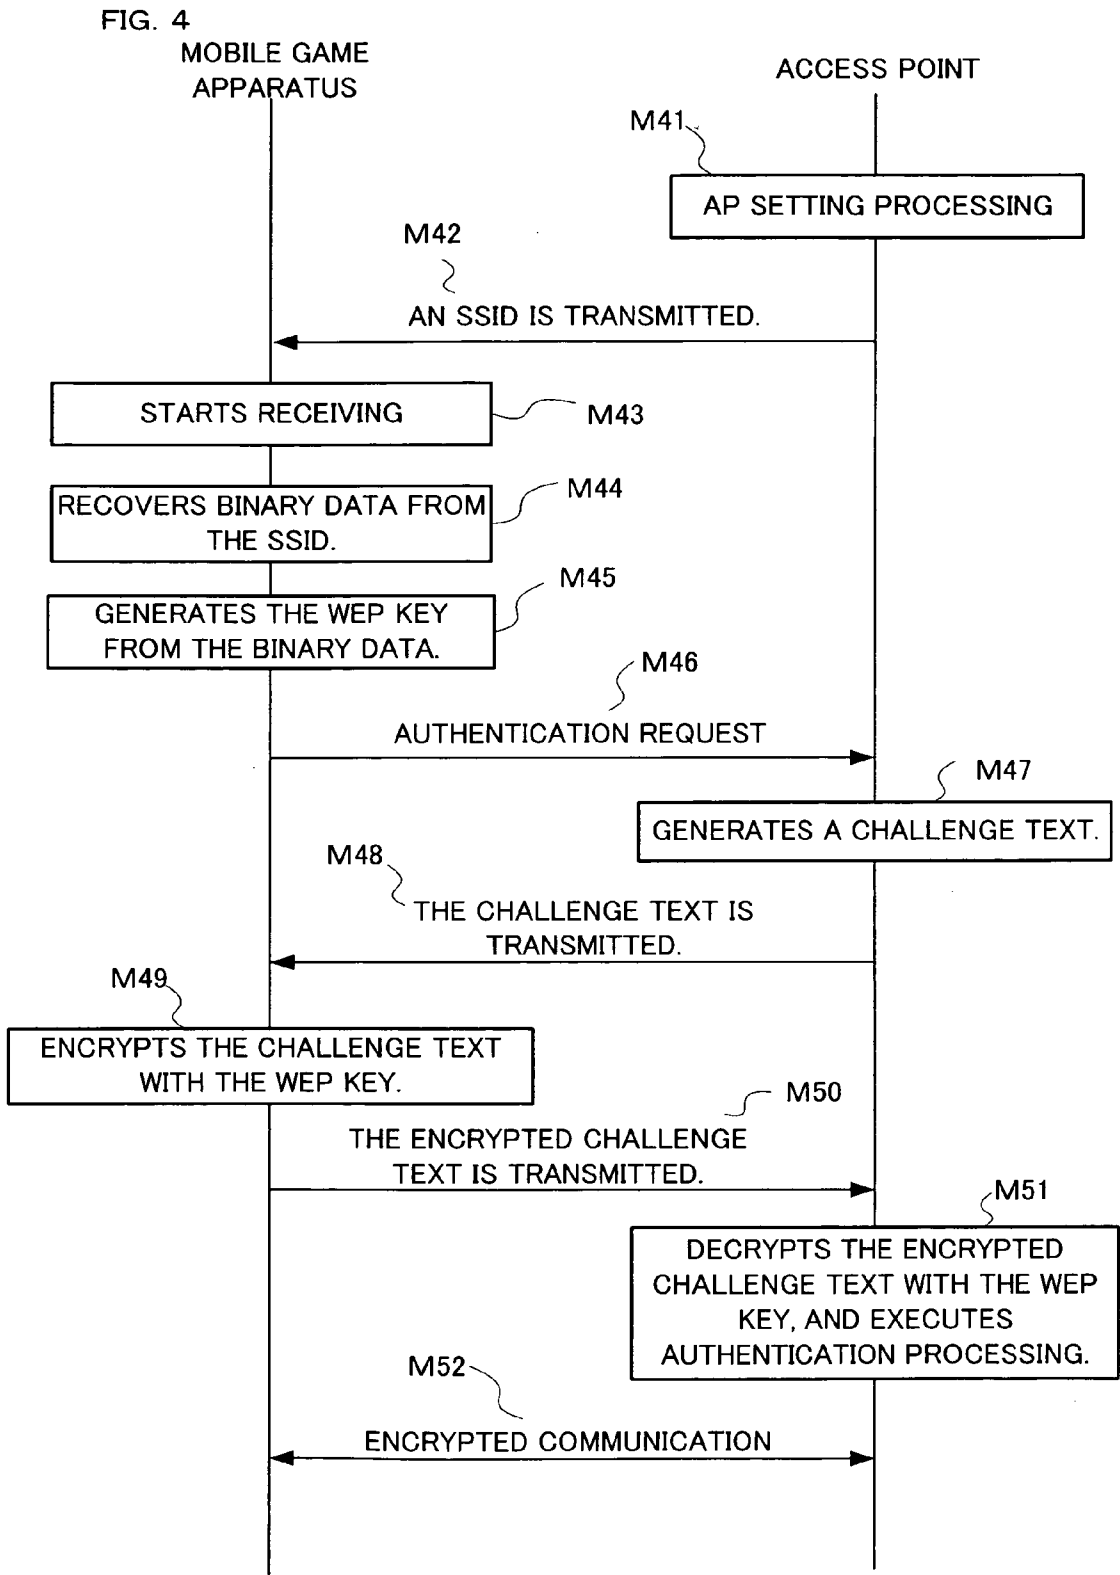 FIG. 4
MOBILE GAME
APPARATUS
ACCESS POINT
M41
AP SETTING PROCESSING
M42
AN SSID IS TRANSMITTED.
STARTS RECEIVING
M43
RECOVERS BINARY DATA FROM
THE SSID.
M44
M45
GENERATES THE WEP KEY
FROM THE BINARY DATA.
M46
AUTHENTICATION REQUEST
M47
GENERATES A CHALLENGE TEXT.
M48
THE CHALLENGE TEXT IS
TRANSMITTED.
M49
ENCRYPTS THE CHALLENGE TEXT
WITH THE WEP KEY.
M50
THE ENCRYPTED CHALLENGE
TEXT IS TRANSMITTED.
M51
DECRYPTS THE ENCRYPTED
CHALLENGE TEXT WITH THE WEP
KEY, AND EXECUTES
AUTHENTICATION PROCESSING.
M52
ENCRYPTED COMMUNICATION